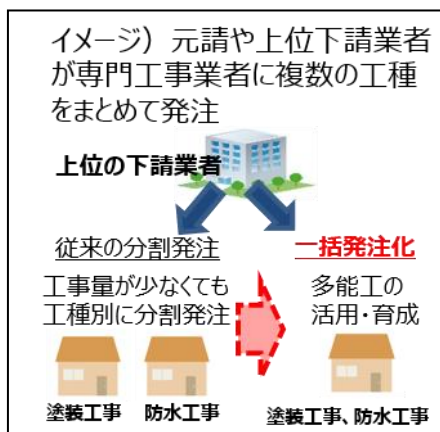 イメージ）元請や上位下請業者
が専門工事業者に複数の工種
をまとめて発注
上位の下請業者
従来の分割発注
工事量が少なくても
工種別に分割発注
塗装工事
防水工事
一括発注化
多能工の
活用・育成
塗装工事、防水工事